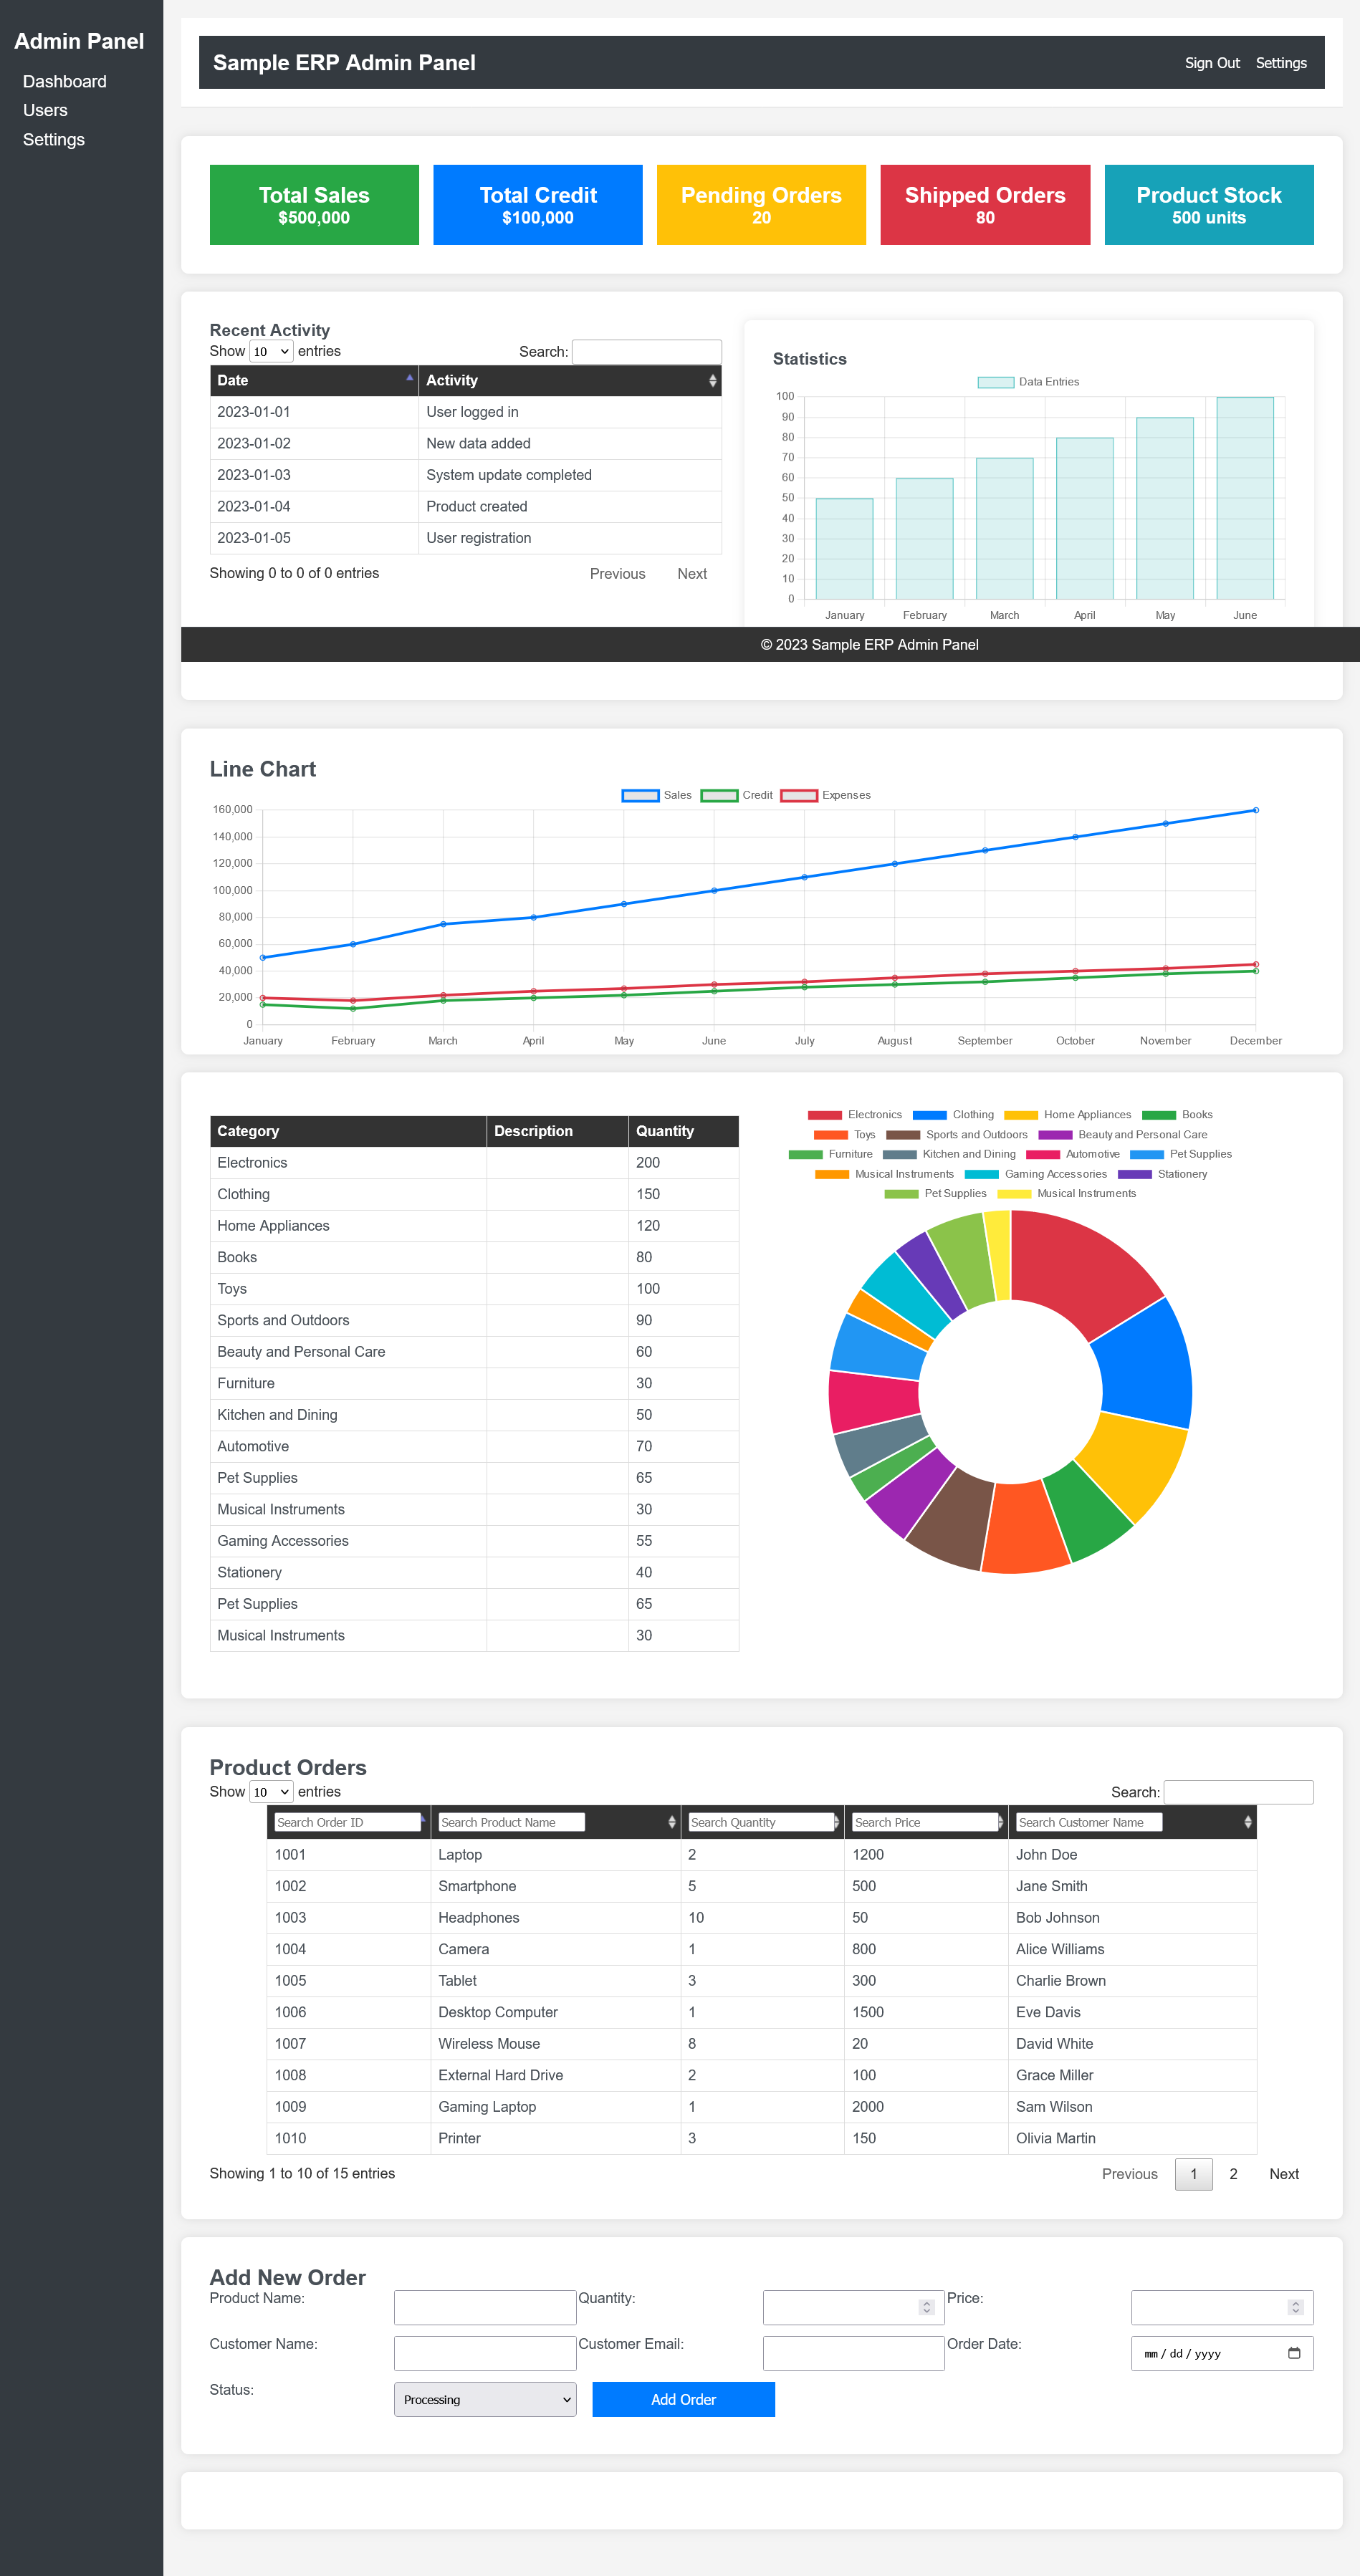 Admin Panel
Dashboard
Users
Settings
Sample ERP Admin Panel
Sign Out Settings
Total Sales
$500,000
Total Credit
$100,000
Pending Orders
20
Shipped Orders
80
Product Stock
500 units
Recent Activity
Show 10 entries
Search:
Date Activity
2023-01-01 User logged in
2023-01-02 New data added
2023-01-03 System update completed
2023-01-04 Product created
2023-01-05 User registration
Showing 0 to 0 of 0 entries
Previous Next
Statistics
Data Entries
100
90
80
70
60
50
40
30
20
10
0
January February March April May June
© 2023 Sample ERP Admin Panel
Line Chart
Sales Credit Expenses
160,000
140,000
120,000
100,000
80,000
60,000
40,000
20,000
0
January February March April May June July August September October November December
Category Description Quantity
Electronics 200
Clothing 150
Home Appliances 120
Books 80
Toys 100
Sports and Outdoors 90
Beauty and Personal Care 60
Furniture 30
Kitchen and Dining 50
Automotive 70
Pet Supplies 65
Musical Instruments 30
Gaming Accessories 55
Stationery 40
Pet Supplies 65
Musical Instruments 30
Electronics Clothing Home Appliances Books
Toys Sports and Outdoors Beauty and Personal Care
Furniture Kitchen and Dining Automotive Pet Supplies
Musical Instruments Gaming Accessories Stationery
Pet Supplies Musical Instruments
Product Orders
Show 10 entries
Search:
Search Order ID Search Product Name Search Quantity Search Price Search Customer Name
1001 Laptop 2 1200 John Doe
1002 Smartphone 5 500 Jane Smith
1003 Headphones 10 50 Bob Johnson
1004 Camera 1 800 Alice Williams
1005 Tablet 3 300 Charlie Brown
1006 Desktop Computer 1 1500 Eve Davis
1007 Wireless Mouse 8 20 David White
1008 External Hard Drive 2 100 Grace Miller
1009 Gaming Laptop 1 2000 Sam Wilson
1010 Printer 3 150 Olivia Martin
Showing 1 to 10 of 15 entries
Previous 1 2 Next
Add New Order
Product Name: Quantity: Price:
Customer Name: Customer Email: Order Date: mm / dd / yyyy
Status: Processing Add Order